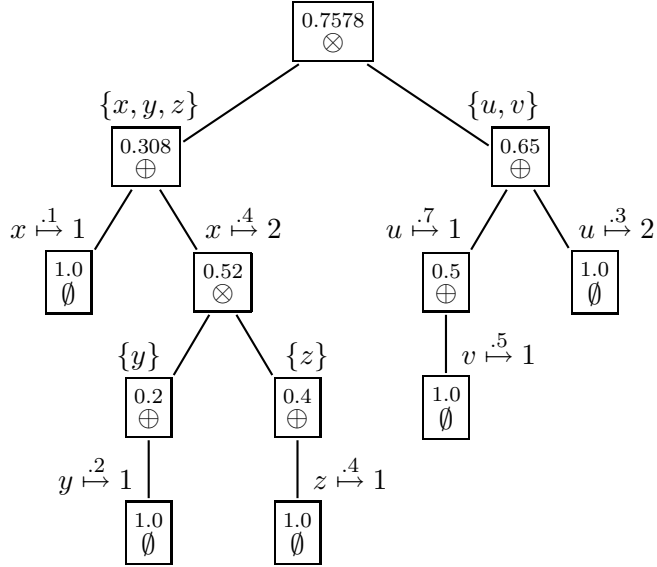 0.7578
⊗
{x, y, z} {u, v}
0.308 0.65
⊕ ⊕
x .1↦ 1 x .4↦ 2 u .7↦ 1 u .3↦ 2
1.0 0.52 0.5 1.0
∅ ⊗ ⊕ ∅
{y} {z} v .5↦ 1
0.2 0.4 1.0
⊕ ⊕ ∅
y .2↦ 1 z .4↦ 1
1.0 1.0
∅ ∅